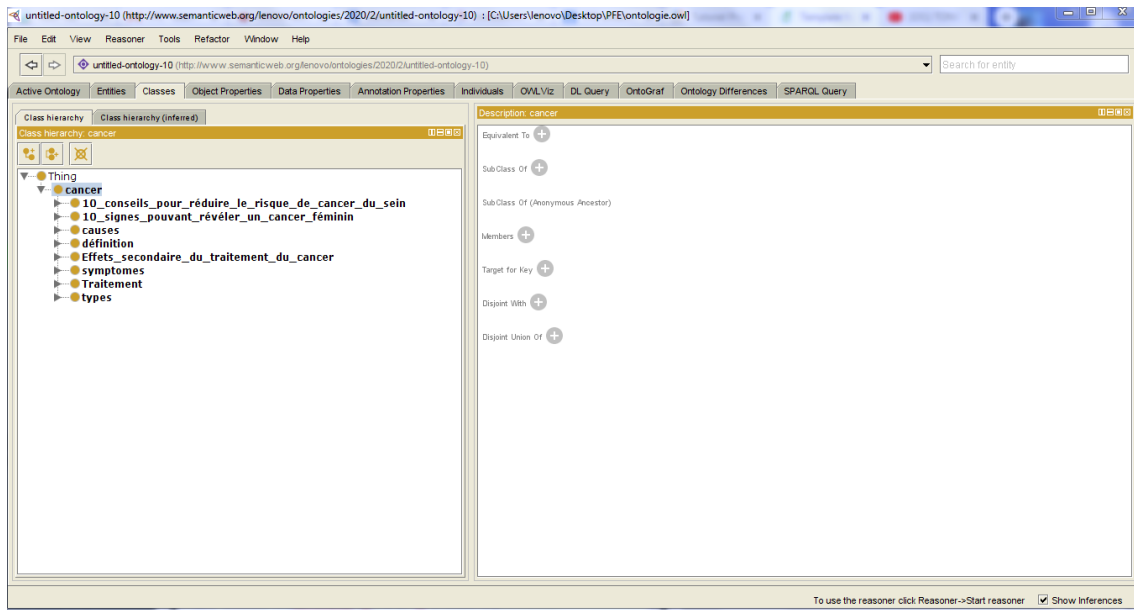 untitled-ontology-10 (http://www.semanticweb.org/lenovo/ontologies/2020/2/untitled-ontology-10) : [C:\Users\lenovo\Desktop\PFE\ontologie.owl]
File Edit View Reasoner Tools Refactor Window Help
untitled-ontology-10 (http://www.semanticweb.org/lenovo/ontologies/2020/2/untitled-ontology-10)
Search for entity
Active Ontology Entities Classes Object Properties Data Properties Annotation Properties Individuals OWLViz DL Query OntoGraf Ontology Differences SPARQL Query
Class hierarchy Class hierarchy (inferred)
Class hierarchy: cancer
Thing
cancer
10_conseils_pour_réduire_le_risque_de_cancer_du_sein
10_signes_pouvant_révéler_un_cancer_féminin
causes
définition
Effets_secondaire_du_traitement_du_cancer
symptomes
Traitement
types
Description: cancer
Equivalent To
SubClass Of
SubClass Of (Anonymous Ancestor)
Members
Target for Key
Disjoint With
Disjoint Union Of
To use the reasoner click Reasoner->Start reasoner Show Inferences